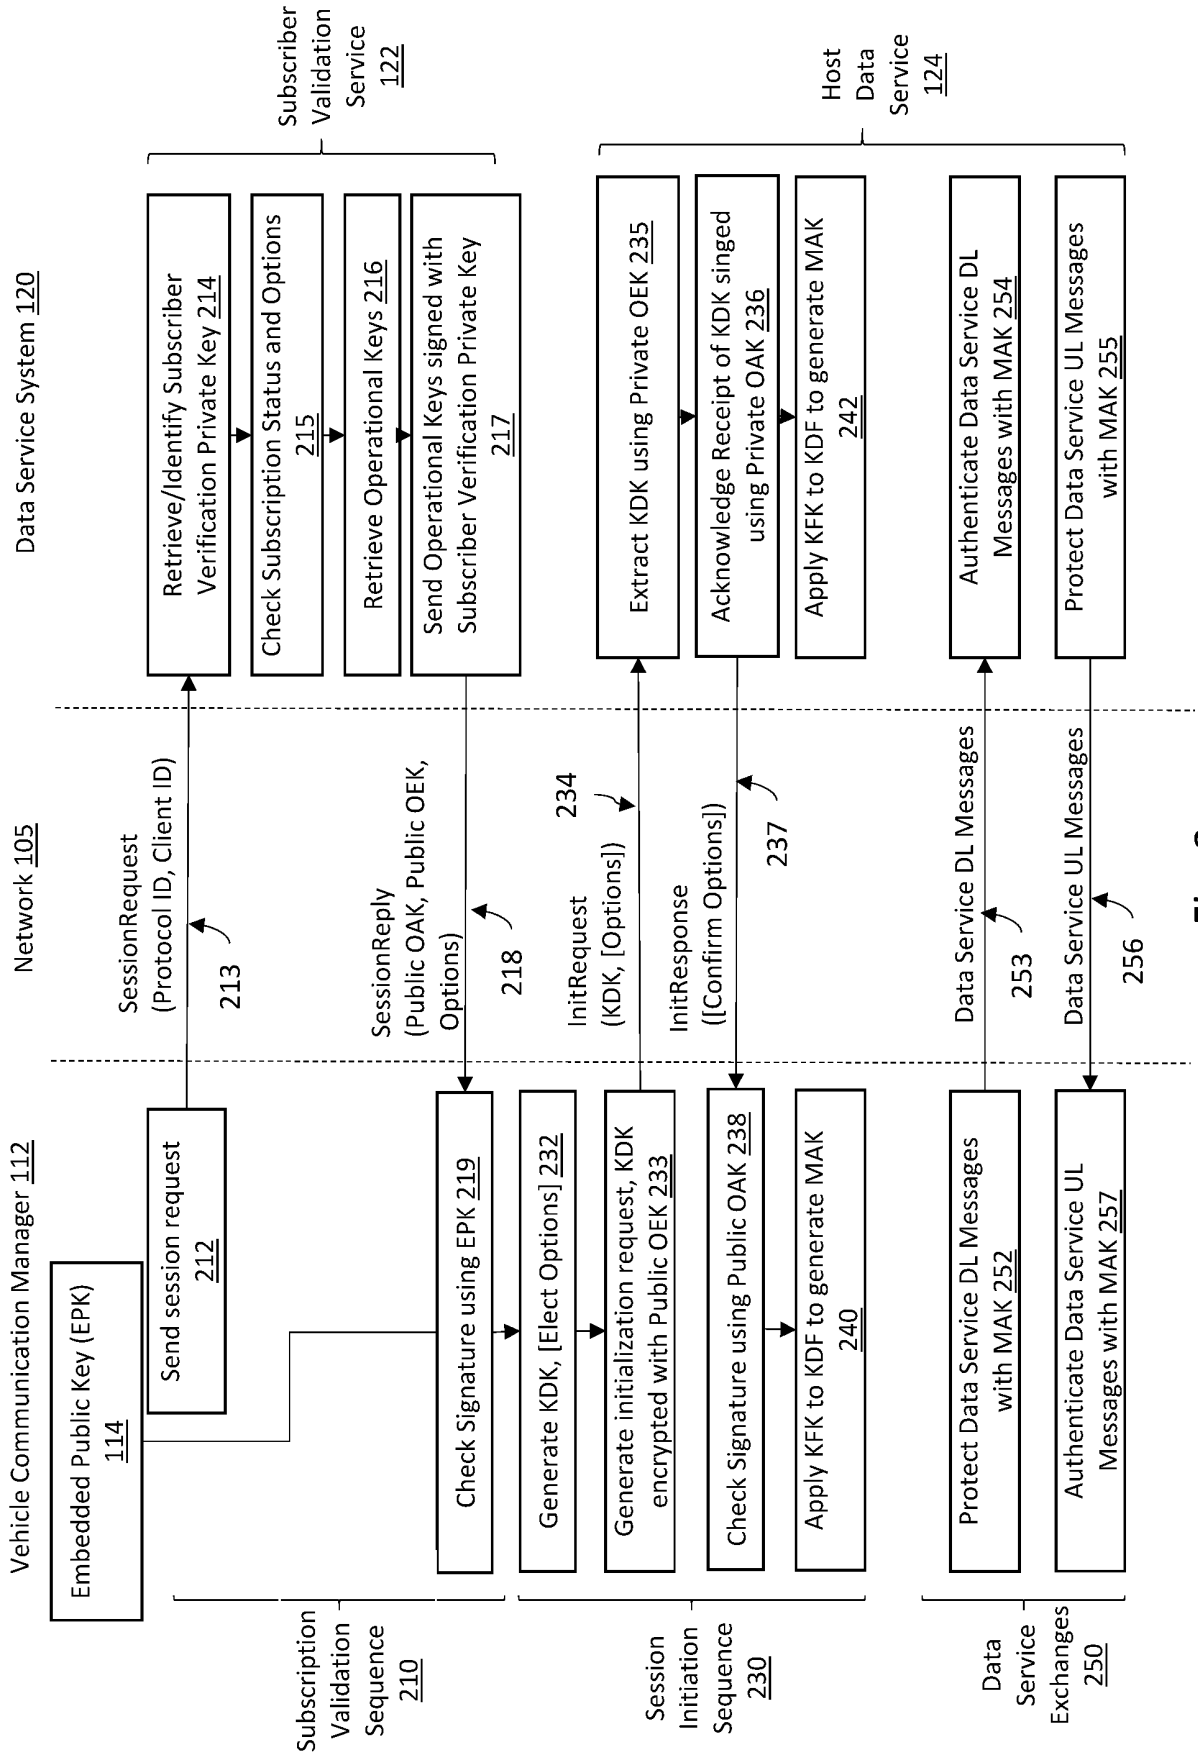 Vehicle Communication Manager 112
Network 105
Data Service System 120
Embedded Public Key (EPK)
114
Send session request
212
SessionRequest
(Protocol ID, Client ID)
213
Retrieve/Identify Subscriber
Verification Private Key 214
Check Subscription Status and Options
215
Retrieve Operational Keys 216
Send Operational Keys signed with
Subscriber Verification Private Key
217
Subscriber
Validation
Service
122
SessionReply
(Public OAK, Public OEK,
Options)
218
Check Signature using EPK 219
Subscription
Validation
Sequence
210
Generate KDK, [Elect Options] 232
Generate initialization request, KDK
encrypted with Public OEK 233
InitRequest
(KDK, [Options])
234
Extract KDK using Private OEK 235
Acknowledge Receipt of KDK singed
using Private OAK 236
InitResponse
([Confirm Options])
237
Check Signature using Public OAK 238
Apply KFK to KDF to generate MAK
240
Apply KFK to KDF to generate MAK
242
Session
Initiation
Sequence
230
Host
Data
Service
124
Protect Data Service DL Messages
with MAK 252
Data Service DL Messages
253
Authenticate Data Service DL
Messages with MAK 254
Protect Data Service UL Messages
with MAK 255
Data Service UL Messages
256
Authenticate Data Service UL
Messages with MAK 257
Data
Service
Exchanges
250